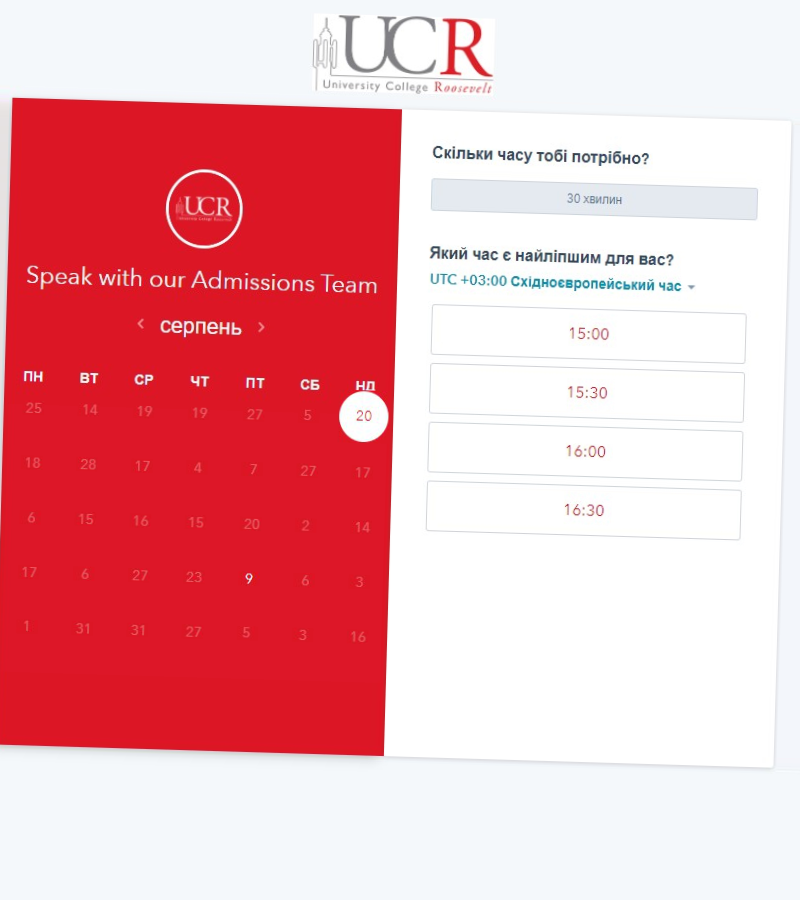 UCR
University College Roosevelt
UCR
Speak with our Admissions Team
серпень
ПН ВТ СР ЧТ ПТ СБ НД
25 14 19 19 27 5 20
18 28 17 4 7 27 17
6 15 16 15 20 2 14
17 6 27 23 9 6 3
1 31 31 27 5 3 16
Скільки часу тобі потрібно?
30 хвилин
Який час є найліпшим для вас?
UTC +03:00 Східноєвропейський час
15:00
15:30
16:00
16:30